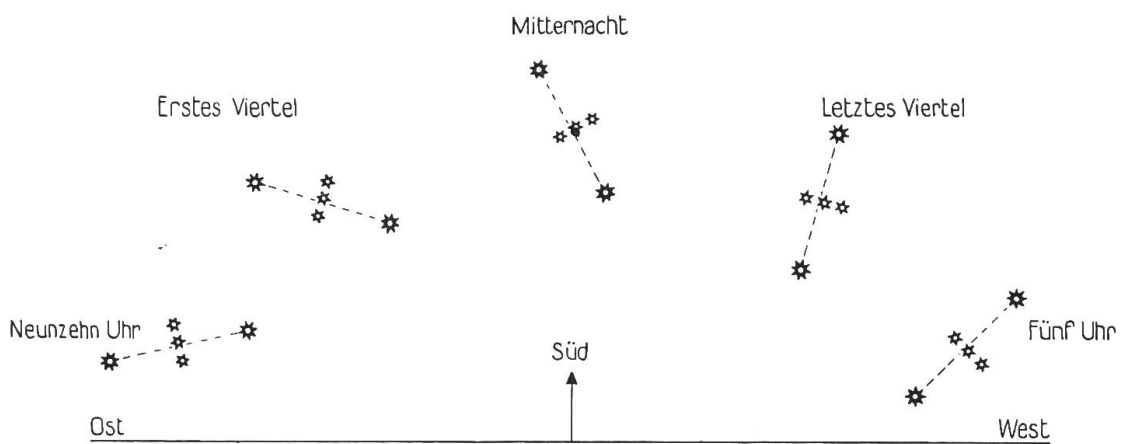 Mitternacht
Erstes Viertel
Letztes Viertel
Neunzehn Uhr
Fünf Uhr
Süd
Ost
West